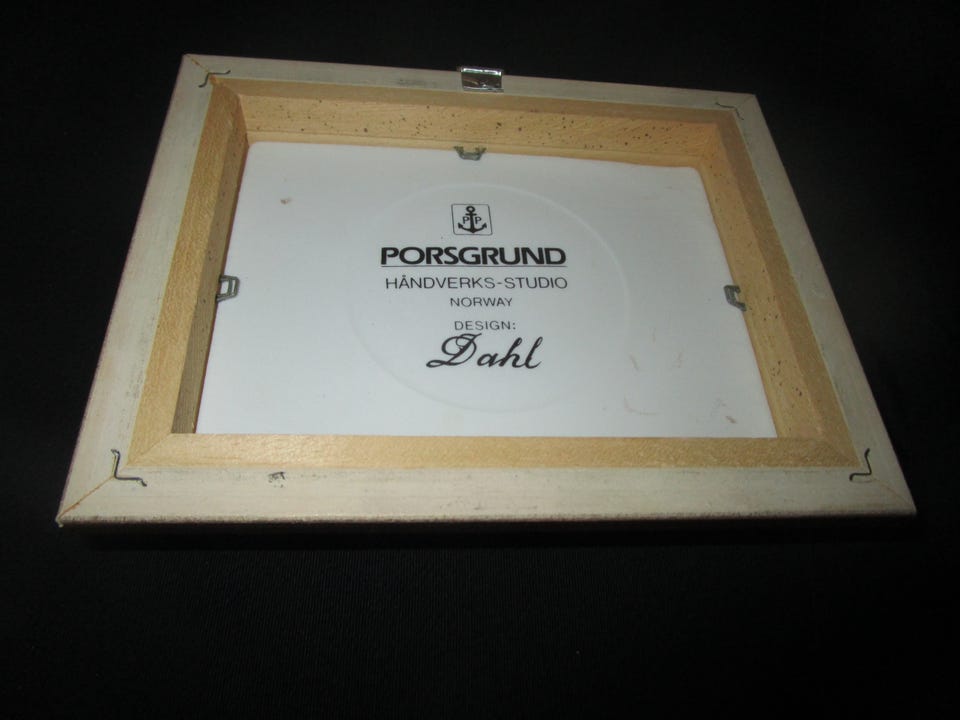 P P
PORSGRUND
HÅNDVERKS-STUDIO
NORWAY
DESIGN:
Dahl